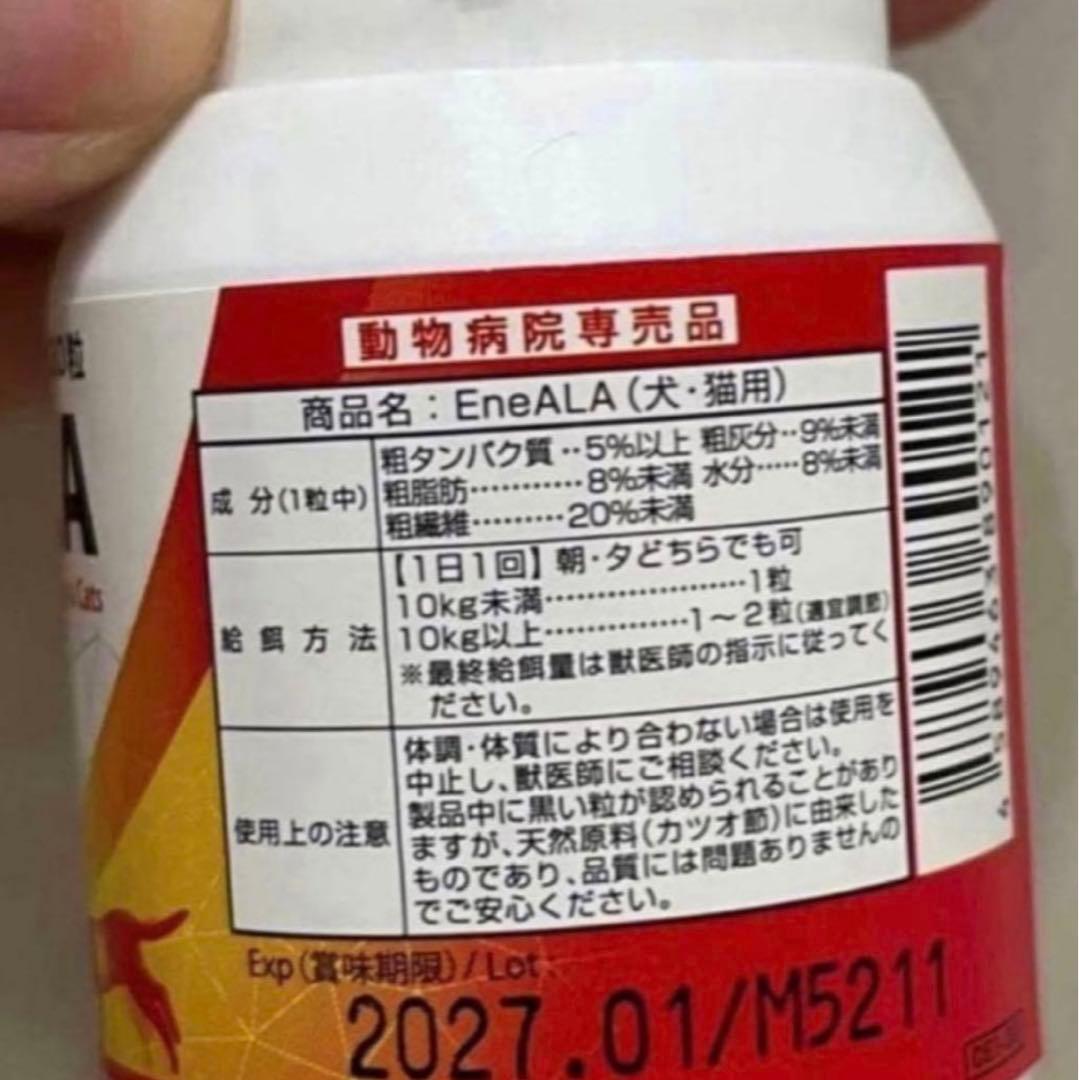 動物病院専売品
商品名：EneALA（犬・猫用）
成 分（1粒中）
粗タンパク質‥5％以上 粗灰分‥9％未満
粗脂肪…………8％未満 水分……8％未満
粗繊維………20％未満
給 餌 方 法
【1日1回】朝・夕どちらでも可
10kg未満…………………1粒
10kg以上……………1～2粒（適宜調節）
※最終給餌量は獣医師の指示に従ってく
ださい。
使用上の注意
体調・体質により合わない場合は使用を
中止し、獣医師にご相談ください。
製品中に黒い粒が認められることがあり
ますが、天然原料（カツオ節）に由来した
ものであり、品質には問題ありませんの
でご安心ください。
Exp（賞味期限）/ Lot :
2027.01/M5211
粒
A
Cats